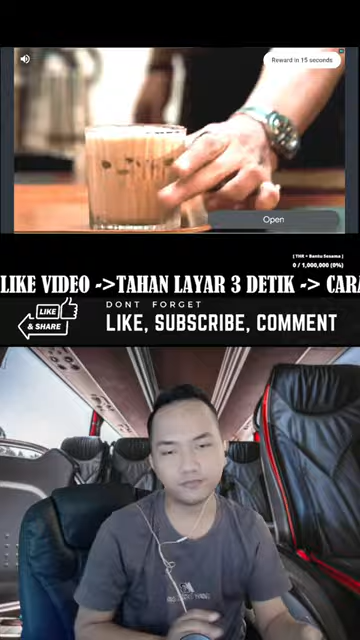 Reward in 15 seconds
Open
[ THR + Bantu Sesama ]
0 / 1,000,000 (0%)
LIKE VIDEO ->TAHAN LAYAR 3 DETIK -> CARA
LIKE
& SHARE
DONT FORGET
LIKE, SUBSCRIBE, COMMENT